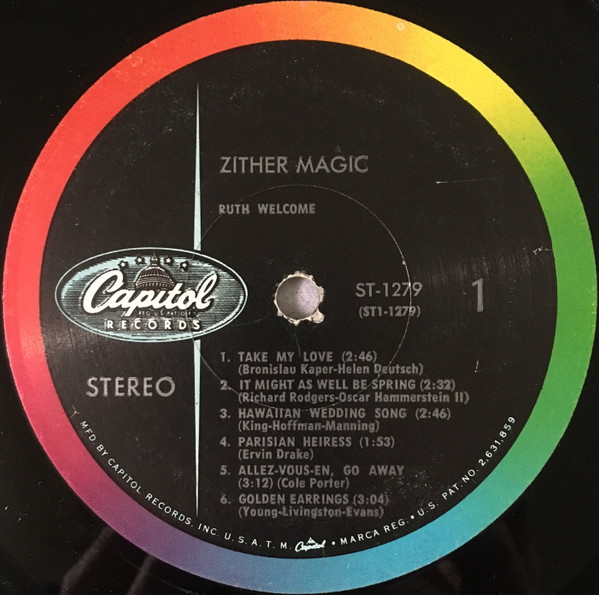 ZITHER MAGIC
RUTH WELCOME
Capitol
RECORDS
ST-1279
(ST1-1279)
1
STEREO
1. TAKE MY LOVE (2:46)
(Bronislau Kaper-Helen Deutsch)
2. IT MIGHT AS WELL BE SPRING (2:32)
(Richard Rodgers-Oscar Hammerstein II)
3. HAWAIIAN WEDDING SONG (2:46)
(King-Hoffman-Manning)
4. PARISIAN HEIRESS (1:53)
(Ervin Drake)
5. ALLEZ-VOUS-EN, GO AWAY
(3:12) (Cole Porter)
6. GOLDEN EARRINGS (3:04)
(Young-Livingston-Evans)
MFD. BY CAPITOL RECORDS, INC. U.S.A. T.M. Capitol • MARCA REG. • U.S. PAT. NO. 2,631,859